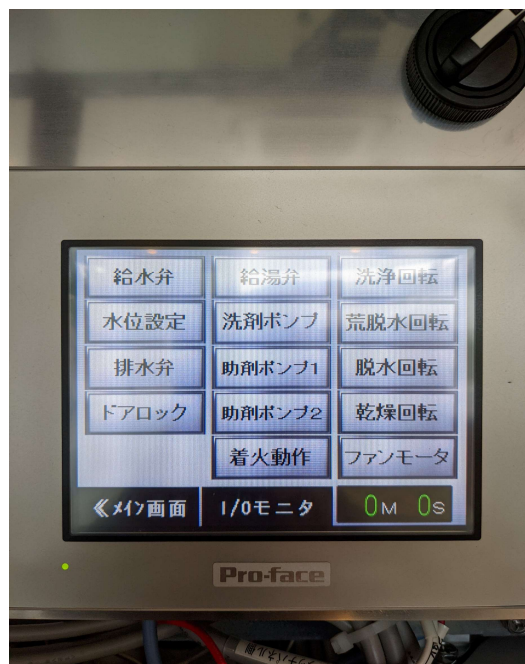 給水弁 給湯弁 洗浄回転
水位設定 洗剤ポンプ 荒脱水回転
排水弁 助剤ポンプ1 脱水回転
ドアロック 助剤ポンプ2 乾燥回転
着火動作 ファンモータ
≪メイン画面 I/Oモニタ 0M 0S
Pro-face